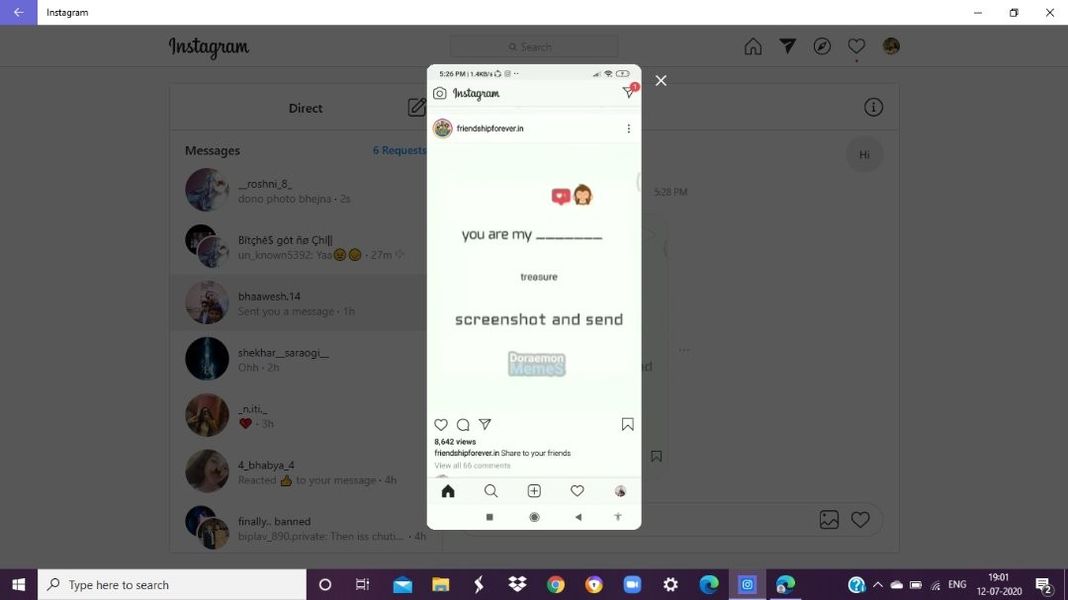 Instagram
Instagram
Search
Direct
Messages
6 Requests
__roshni_8_
dono photo bhejna • 2s
Bïtçhê$ gót ñø Çhi||
un_known5392: Yaa😣😔 • 27m
bhaawesh.14
Sent you a message • 1h
shekhar__saraogi__
Ohh • 2h
_n.iti._
❤ • 3h
4_bhabya_4
Reacted 👍 to your message • 4h
finally.. banned
biplav_890.private: Then iss chuti... • 4h
Hi
5:28 PM
5:26 PM | 1.4KB/s
Instagram
1
friendshipforever.in
you are my _______
treasure
screenshot and send
Doraemon
MemeS
8,642 views
friendshipforever.in Share to your friends
View all 66 comments
Type here to search
ENG
19:01
12-07-2020
2